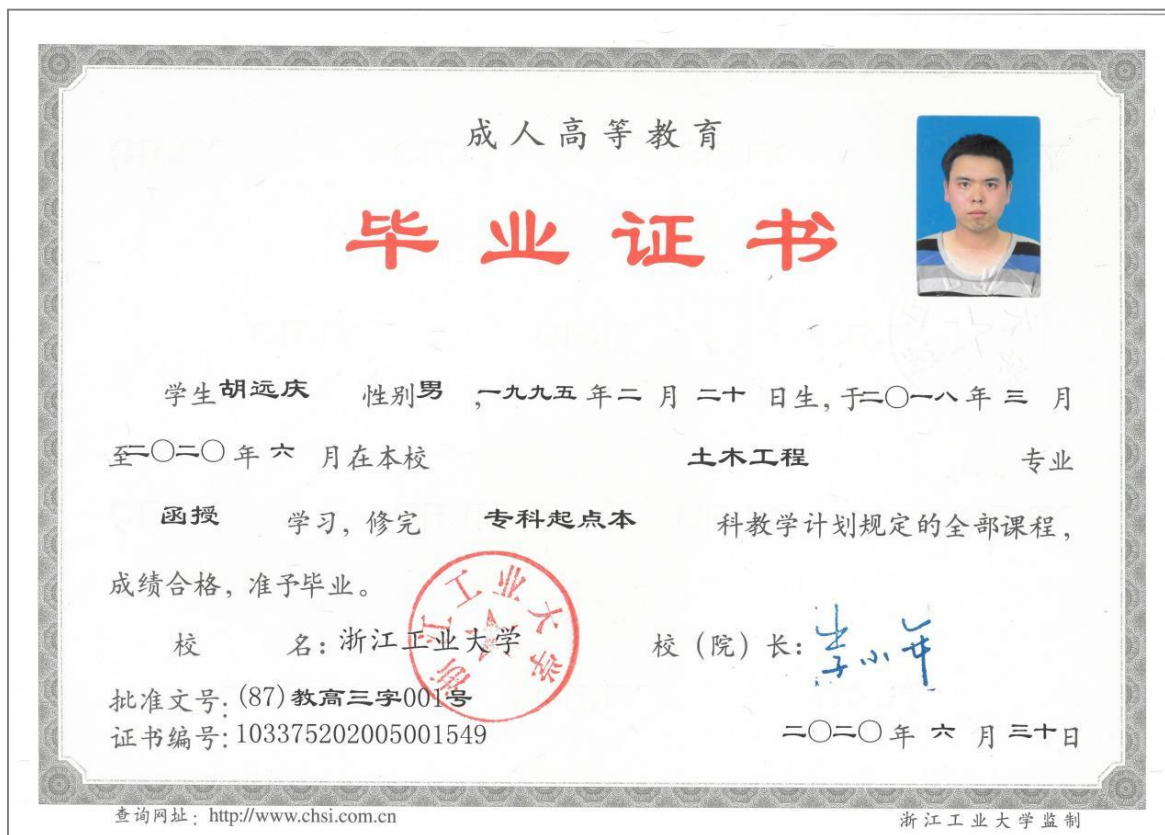 成人高等教育
毕业证书
学生胡远庆 性别男,一九九五年二月二十日生,于二〇一八年三月
至二〇二〇年六月在本校 土木工程 专业
函授 学习,修完 专科起点本 科教学计划规定的全部课程,
成绩合格,准予毕业。
校 名:浙江工业大学 校(院)长:
浙江工业大学
批准文号:(87)教高三字001号
证书编号:103375202005001549
二〇二〇年六月三十日
查询网址:http://www.chsi.com.cn 浙江工业大学监制